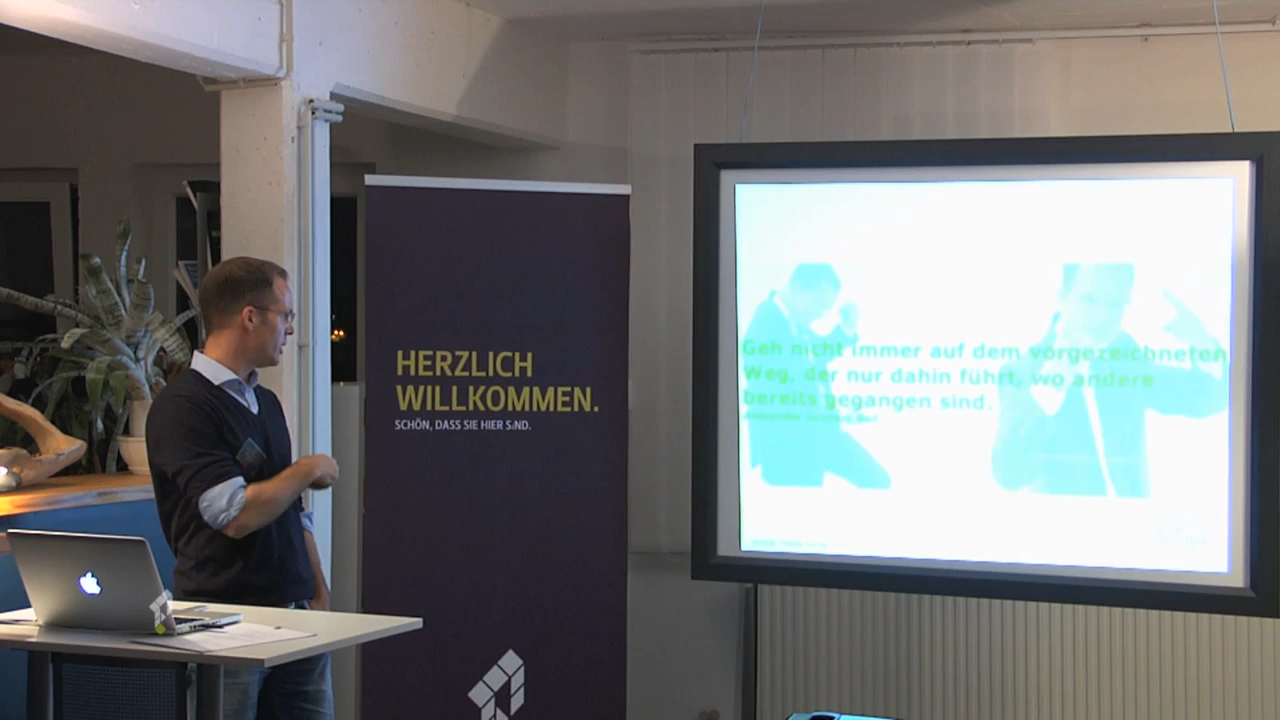 HERZLICH
WILLKOMMEN.
SCHÖN, DASS SIE HIER SIND.
Geh nicht immer auf dem vorgezeichneten
Weg, der nur dahin führt, wo andere
bereits gegangen sind.